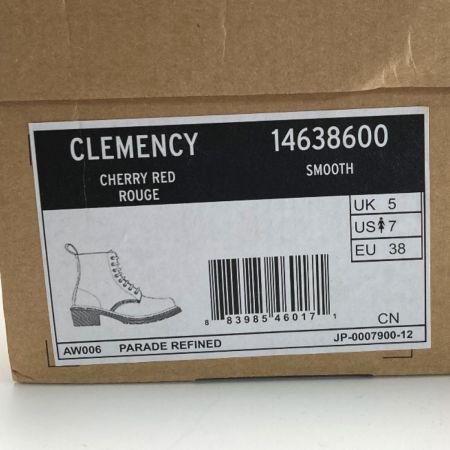 CLEMENCY 14638600
CHERRY RED SMOOTH
ROUGE
UK 5
US 7
EU 38
8 83985 46017 1
CN
AW006 PARADE REFINED JP-0007900-12